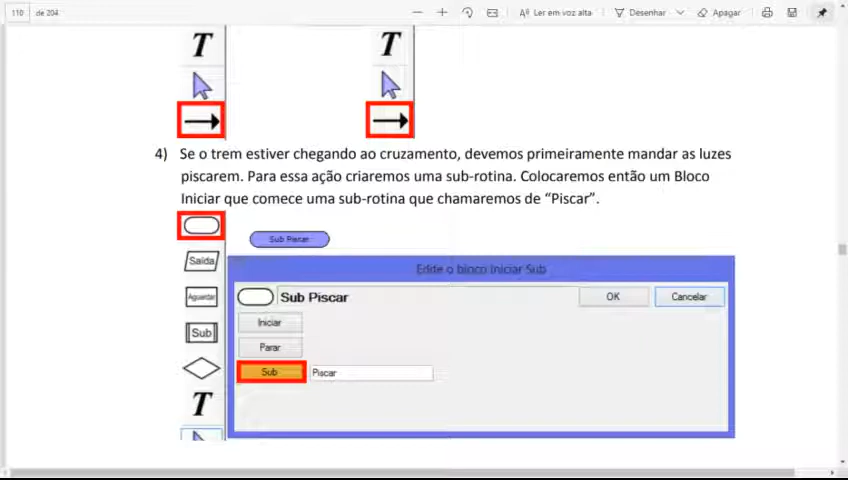 110 de 204
Ler em voz alta
Desenhar
Apagar
T T
4) Se o trem estiver chegando ao cruzamento, devemos primeiramente mandar as luzes
piscarem. Para essa ação criaremos uma sub-rotina. Colocaremos então um Bloco
Iniciar que comece uma sub-rotina que chamaremos de “Piscar”.
Sub Piscar
Saída
Edite o bloco Iniciar Sub
Aguardar
Sub Piscar
OK
Cancelar
Iniciar
Sub
Parar
Sub
Piscar
T